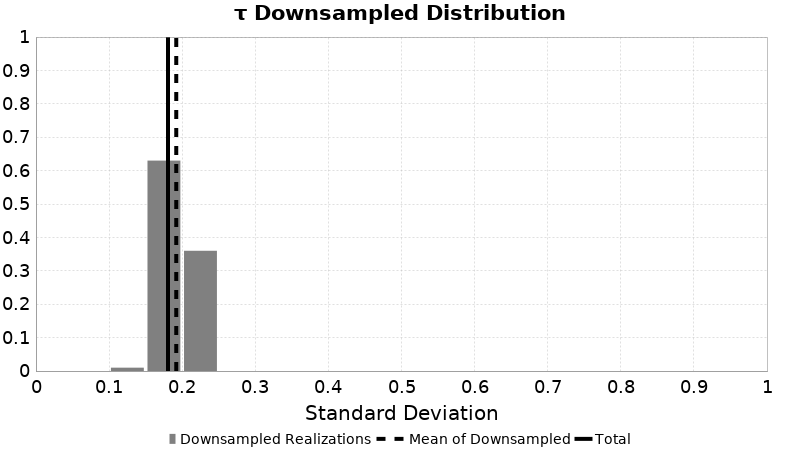 τ Downsampled Distribution
1
0.9
0.8
0.7
0.6
0.5
0.4
0.3
0.2
0.1
0
0 0.1 0.2 0.3 0.4 0.5 0.6 0.7 0.8 0.9 1
Standard Deviation
Downsampled Realizations Mean of Downsampled Total